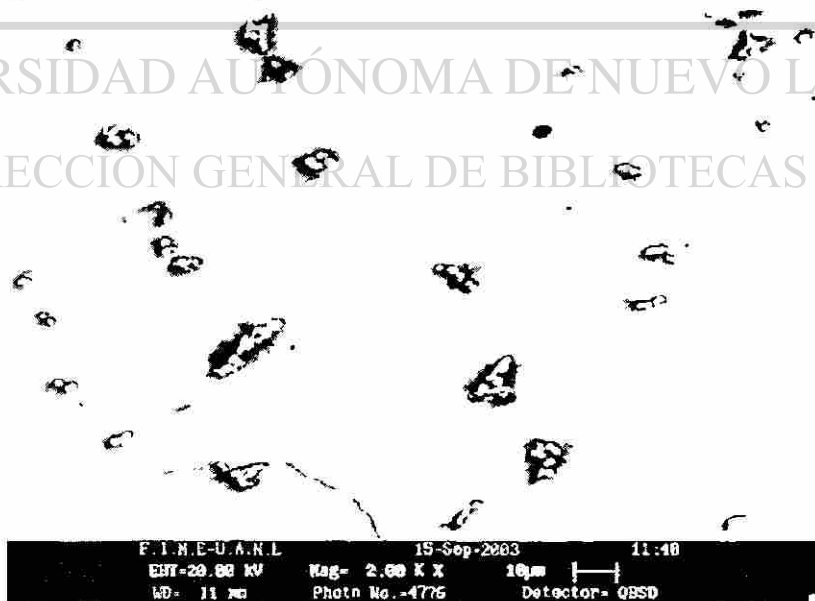 RSIDAD AUTÓNOMA DE NUEVO L
ECCIÓN GENERAL DE BIBLIOTECAS
F.I.M.E-U.A.N.L 15-Sep-2003 11:40
EHT=20.00 kV Mag= 2.00 K X 10µm
WD= 11 mm Photo No.=4776 Detector= QBSD